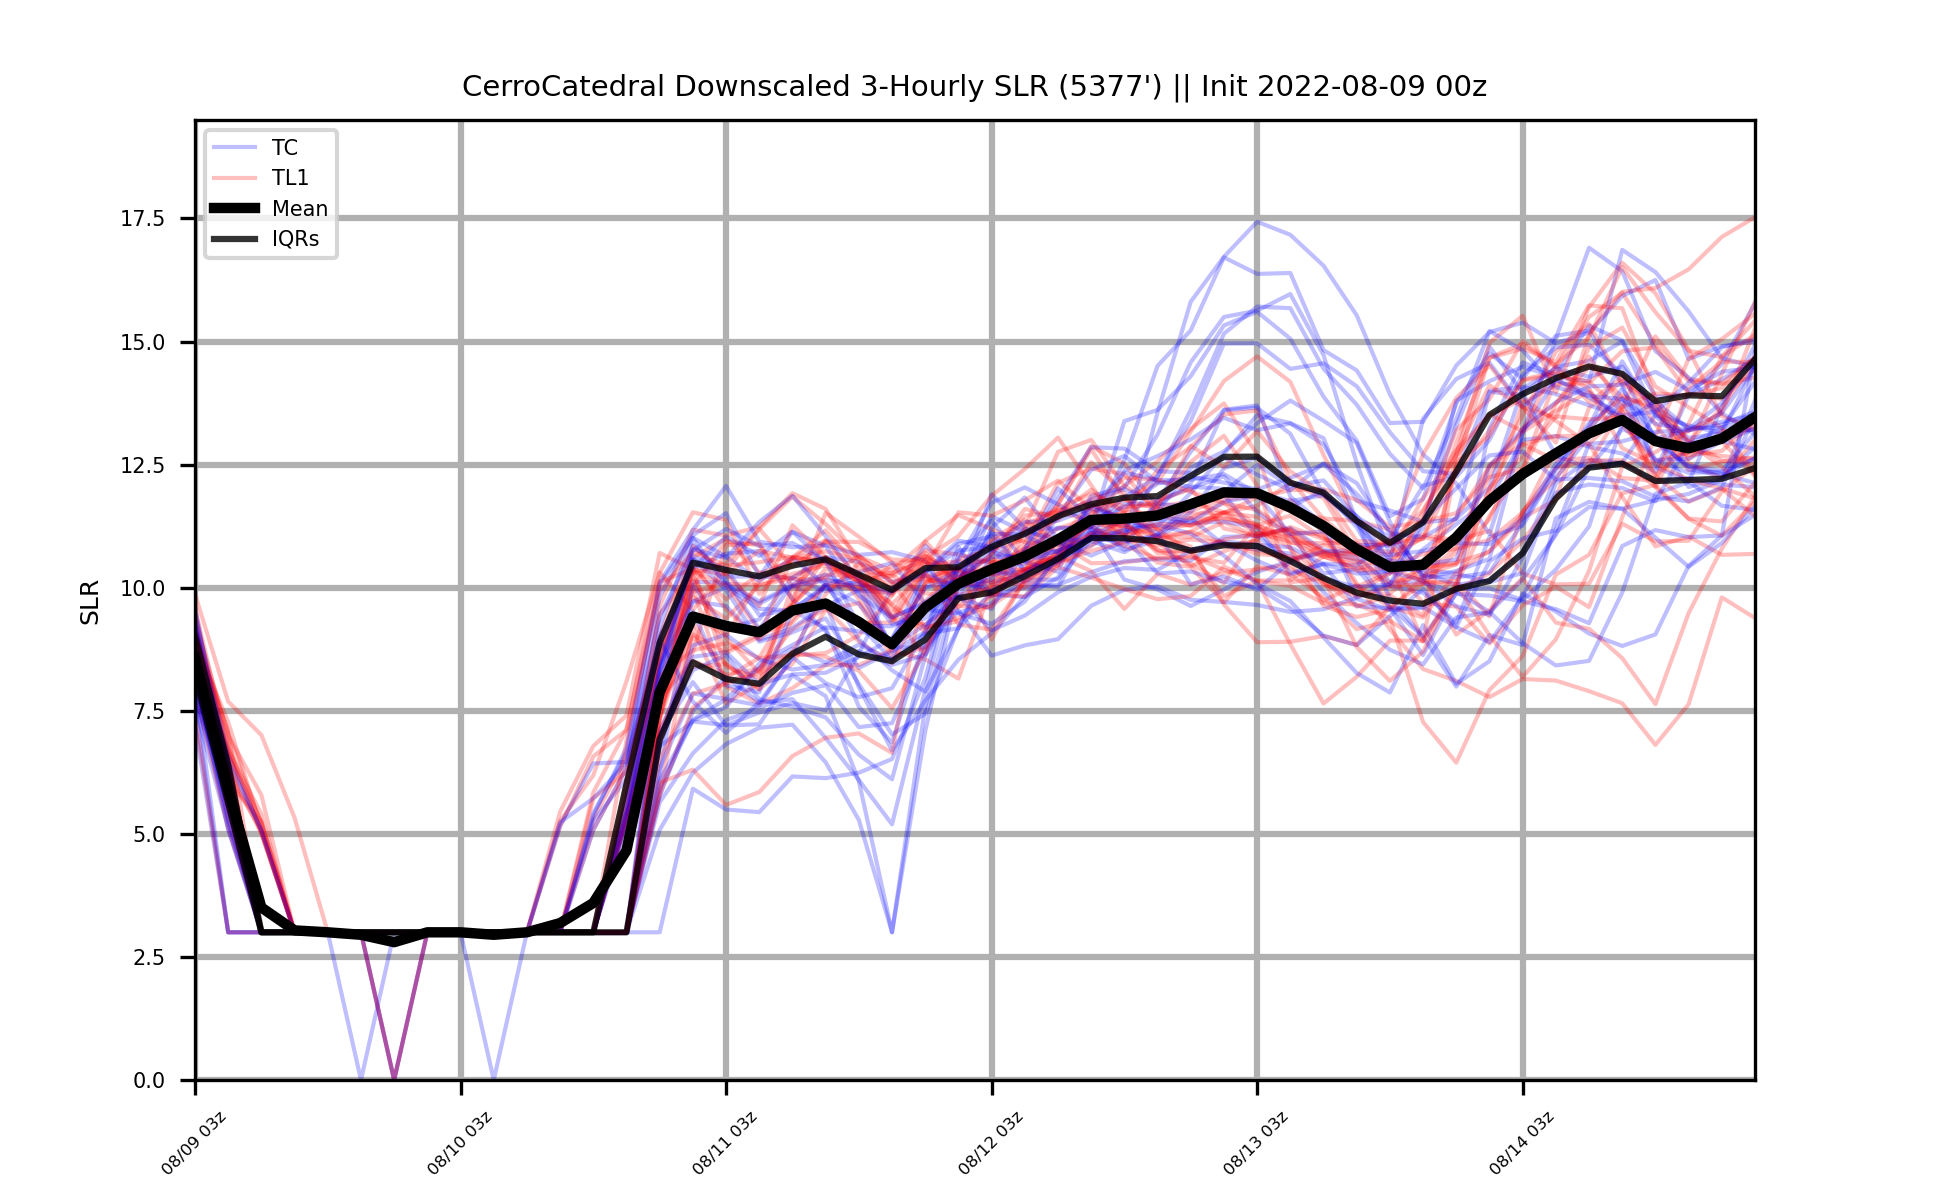 CerroCatedral Downscaled 3-Hourly SLR (5377') || Init 2022-08-09 00z
TC
TL1
Mean
IQRs
17.5
15.0
12.5
10.0
7.5
5.0
2.5
0.0
SLR
08/09 03z
08/10 03z
08/11 03z
08/12 03z
08/13 03z
08/14 03z